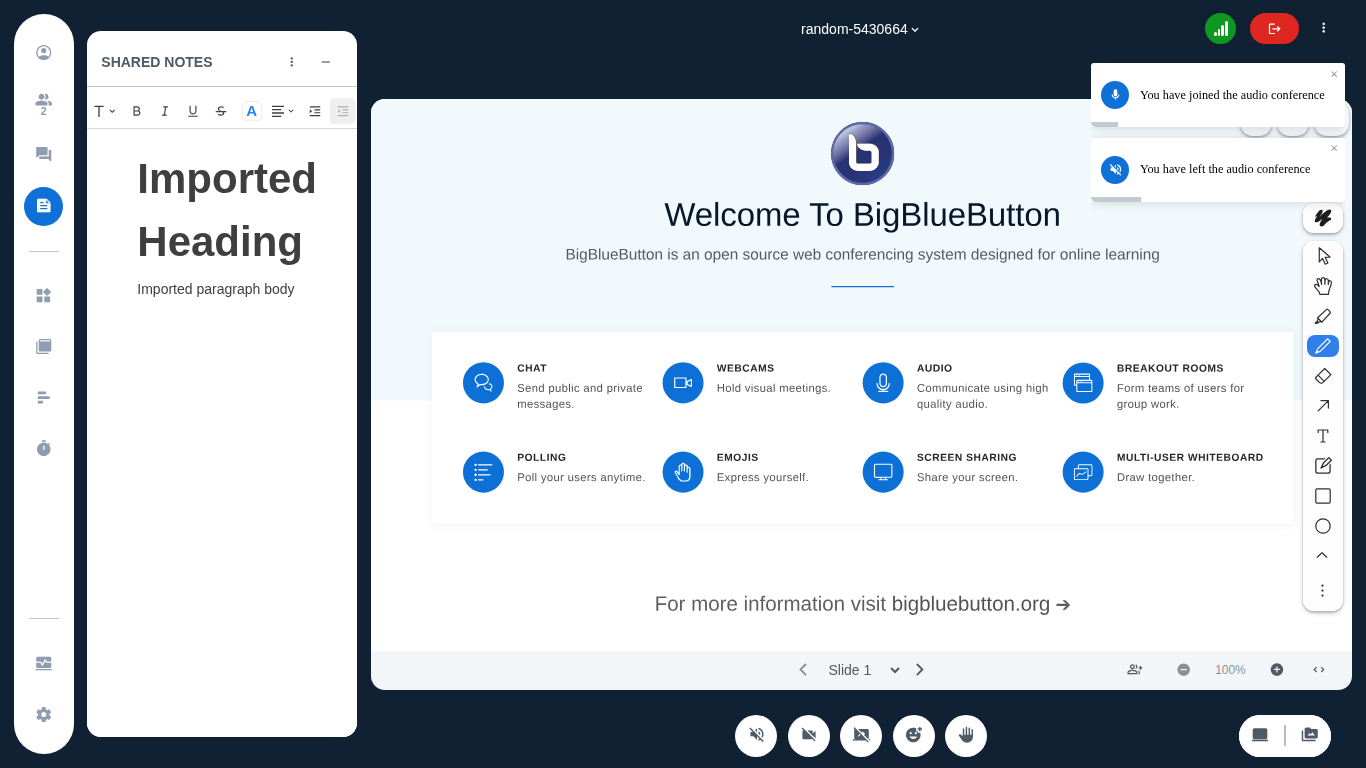 random-5430664
2
SHARED NOTES
B I U S A
Imported
Heading
Imported paragraph body
You have joined the audio conference
You have left the audio conference
Welcome To BigBlueButton
BigBlueButton is an open source web conferencing system designed for online learning
CHAT
Send public and private
messages.
WEBCAMS
Hold visual meetings.
AUDIO
Communicate using high
quality audio.
BREAKOUT ROOMS
Form teams of users for
group work.
POLLING
Poll your users anytime.
EMOJIS
Express yourself.
SCREEN SHARING
Share your screen.
MULTI-USER WHITEBOARD
Draw together.
For more information visit bigbluebutton.org ➔
Slide 1
100%